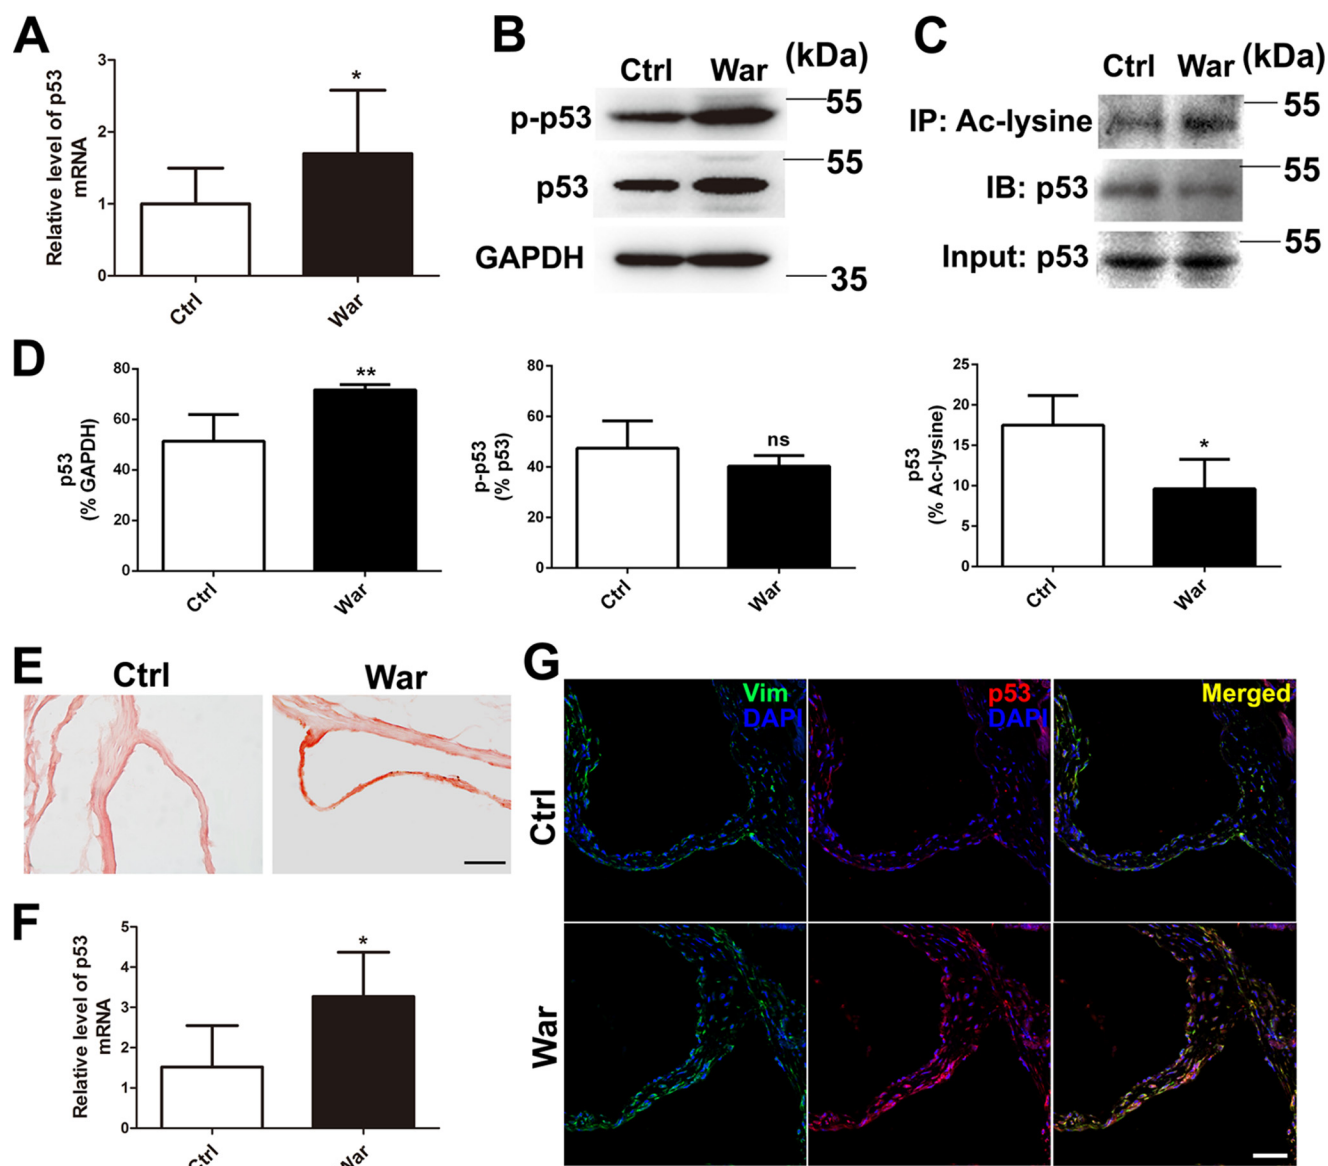 A
Relative level of p53
mRNA
3
2
1
0
*
Ctrl
War
B
Ctrl War (kDa)
p-p53
55
p53
55
GAPDH
35
C
Ctrl War (kDa)
IP: Ac-lysine
55
IB: p53
55
Input: p53
55
D
p53
(% GAPDH)
80
60
40
20
0
**
Ctrl
War
p-p53
(% p53)
80
60
40
20
0
ns
Ctrl
War
p53
(% Ac-lysine)
25
20
15
10
5
0
*
Ctrl
War
E
Ctrl War
F
Relative level of p53
mRNA
5
4
3
2
1
0
*
Ctrl
War
G
Vim
DAPI
p53
DAPI
Merged
Ctrl
War